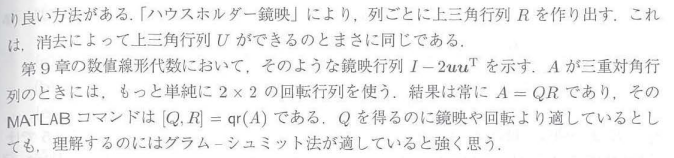 り良い方法がある.「ハウスホルダー鏡映」により,列ごとに上三角行列 R を作り出す.これ
は,消去によって上三角行列 U ができるのとまさに同じである.
第9章の数値線形代数において,そのような鏡映行列 I − 2uuᵀ を示す.A が三重対角行
列のときには,もっと単純に 2 × 2 の回転行列を使う.結果は常に A = QR であり,その
MATLAB コマンドは [Q, R] = qr(A) である.Q を得るのに鏡映や回転より適しているとし
ても,理解するのにはグラム–シュミット法が適していると強く思う.